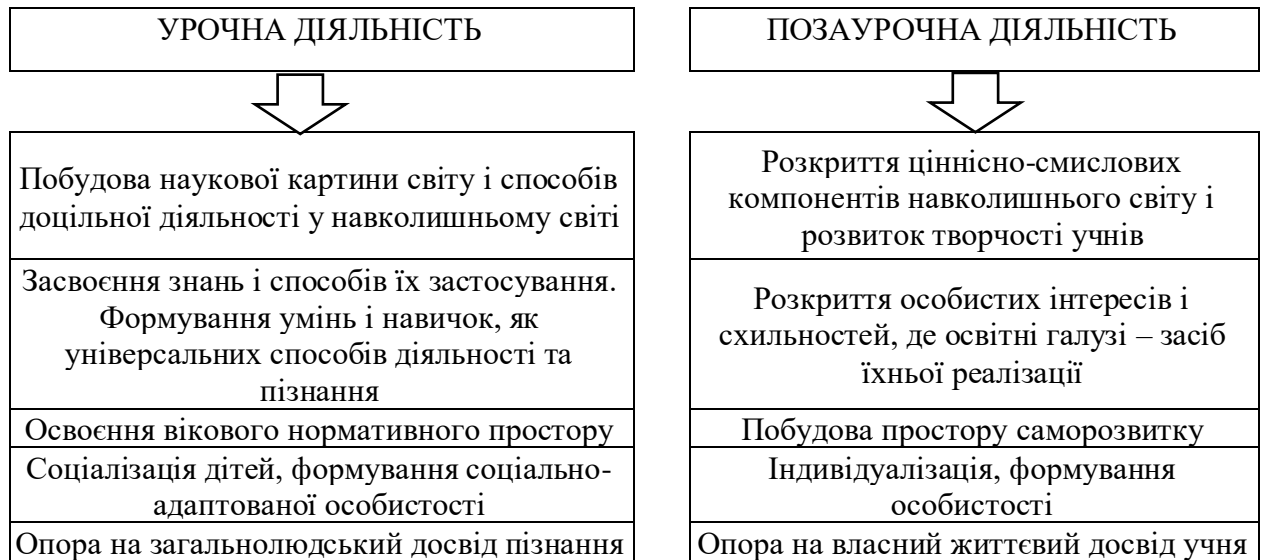 УРОЧНА ДІЯЛЬНІСТЬ
Побудова наукової картини світу і способів
доцільної діяльності у навколишньому світі
Засвоєння знань і способів їх застосування.
Формування умінь і навичок, як
універсальних способів діяльності та
пізнання
Освоєння вікового нормативного простору
Соціалізація дітей, формування соціально-
адаптованої особистості
Опора на загальнолюдський досвід пізнання
ПОЗАУРОЧНА ДІЯЛЬНІСТЬ
Розкриття ціннісно-смислових
компонентів навколишнього світу і
розвиток творчості учнів
Розкриття особистих інтересів і
схильностей, де освітні галузі – засіб
їхньої реалізації
Побудова простору саморозвитку
Індивідуалізація, формування
особистості
Опора на власний життєвий досвід учня